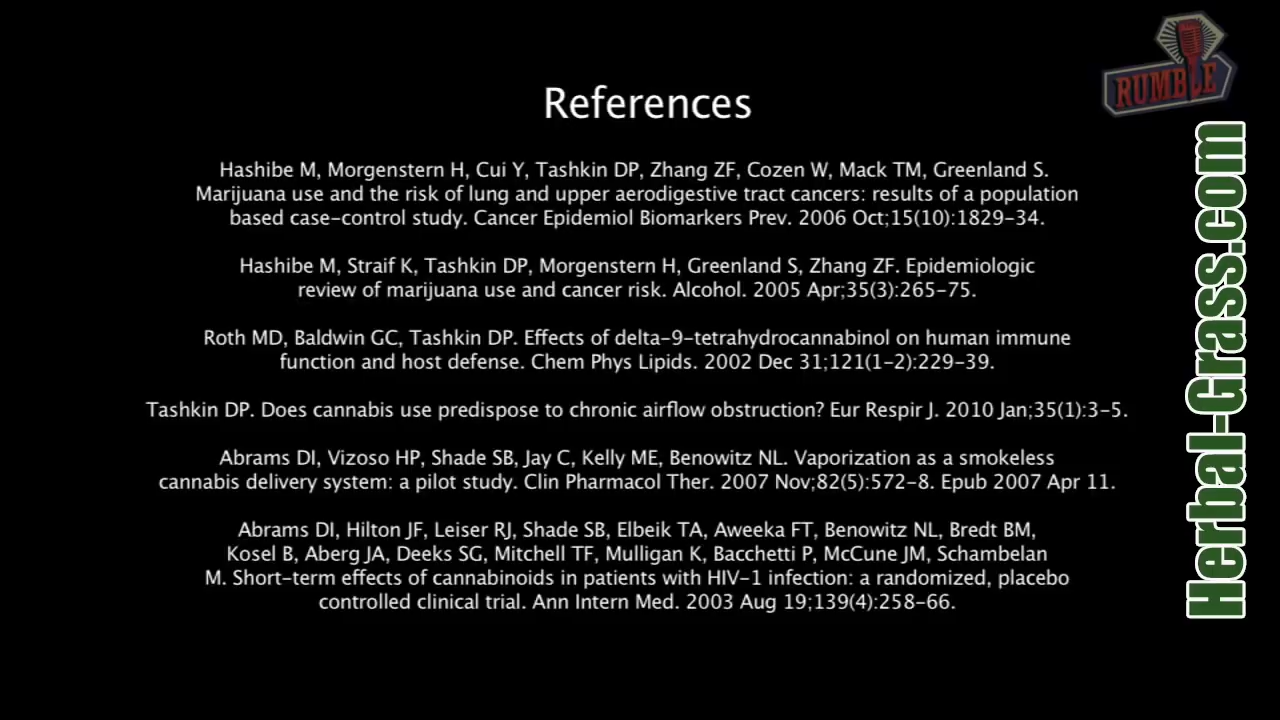 References
Hashibe M, Morgenstern H, Cui Y, Tashkin DP, Zhang ZF, Cozen W, Mack TM, Greenland S.
Marijuana use and the risk of lung and upper aerodigestive tract cancers: results of a population
based case-control study. Cancer Epidemiol Biomarkers Prev. 2006 Oct;15(10):1829-34.
Hashibe M, Straif K, Tashkin DP, Morgenstern H, Greenland S, Zhang ZF. Epidemiologic
review of marijuana use and cancer risk. Alcohol. 2005 Apr;35(3):265-75.
Roth MD, Baldwin GC, Tashkin DP. Effects of delta-9-tetrahydrocannabinol on human immune
function and host defense. Chem Phys Lipids. 2002 Dec 31;121(1-2):229-39.
Tashkin DP. Does cannabis use predispose to chronic airflow obstruction? Eur Respir J. 2010 Jan;35(1):3-5.
Abrams DI, Vizoso HP, Shade SB, Jay C, Kelly ME, Benowitz NL. Vaporization as a smokeless
cannabis delivery system: a pilot study. Clin Pharmacol Ther. 2007 Nov;82(5):572-8. Epub 2007 Apr 11.
Abrams DI, Hilton JF, Leiser RJ, Shade SB, Elbeik TA, Aweeka FT, Benowitz NL, Bredt BM,
Kosel B, Aberg JA, Deeks SG, Mitchell TF, Mulligan K, Bacchetti P, McCune JM, Schambelan
M. Short-term effects of cannabinoids in patients with HIV-1 infection: a randomized, placebo
controlled clinical trial. Ann Intern Med. 2003 Aug 19;139(4):258-66.
RUMBLE
Herbal-Grass.com